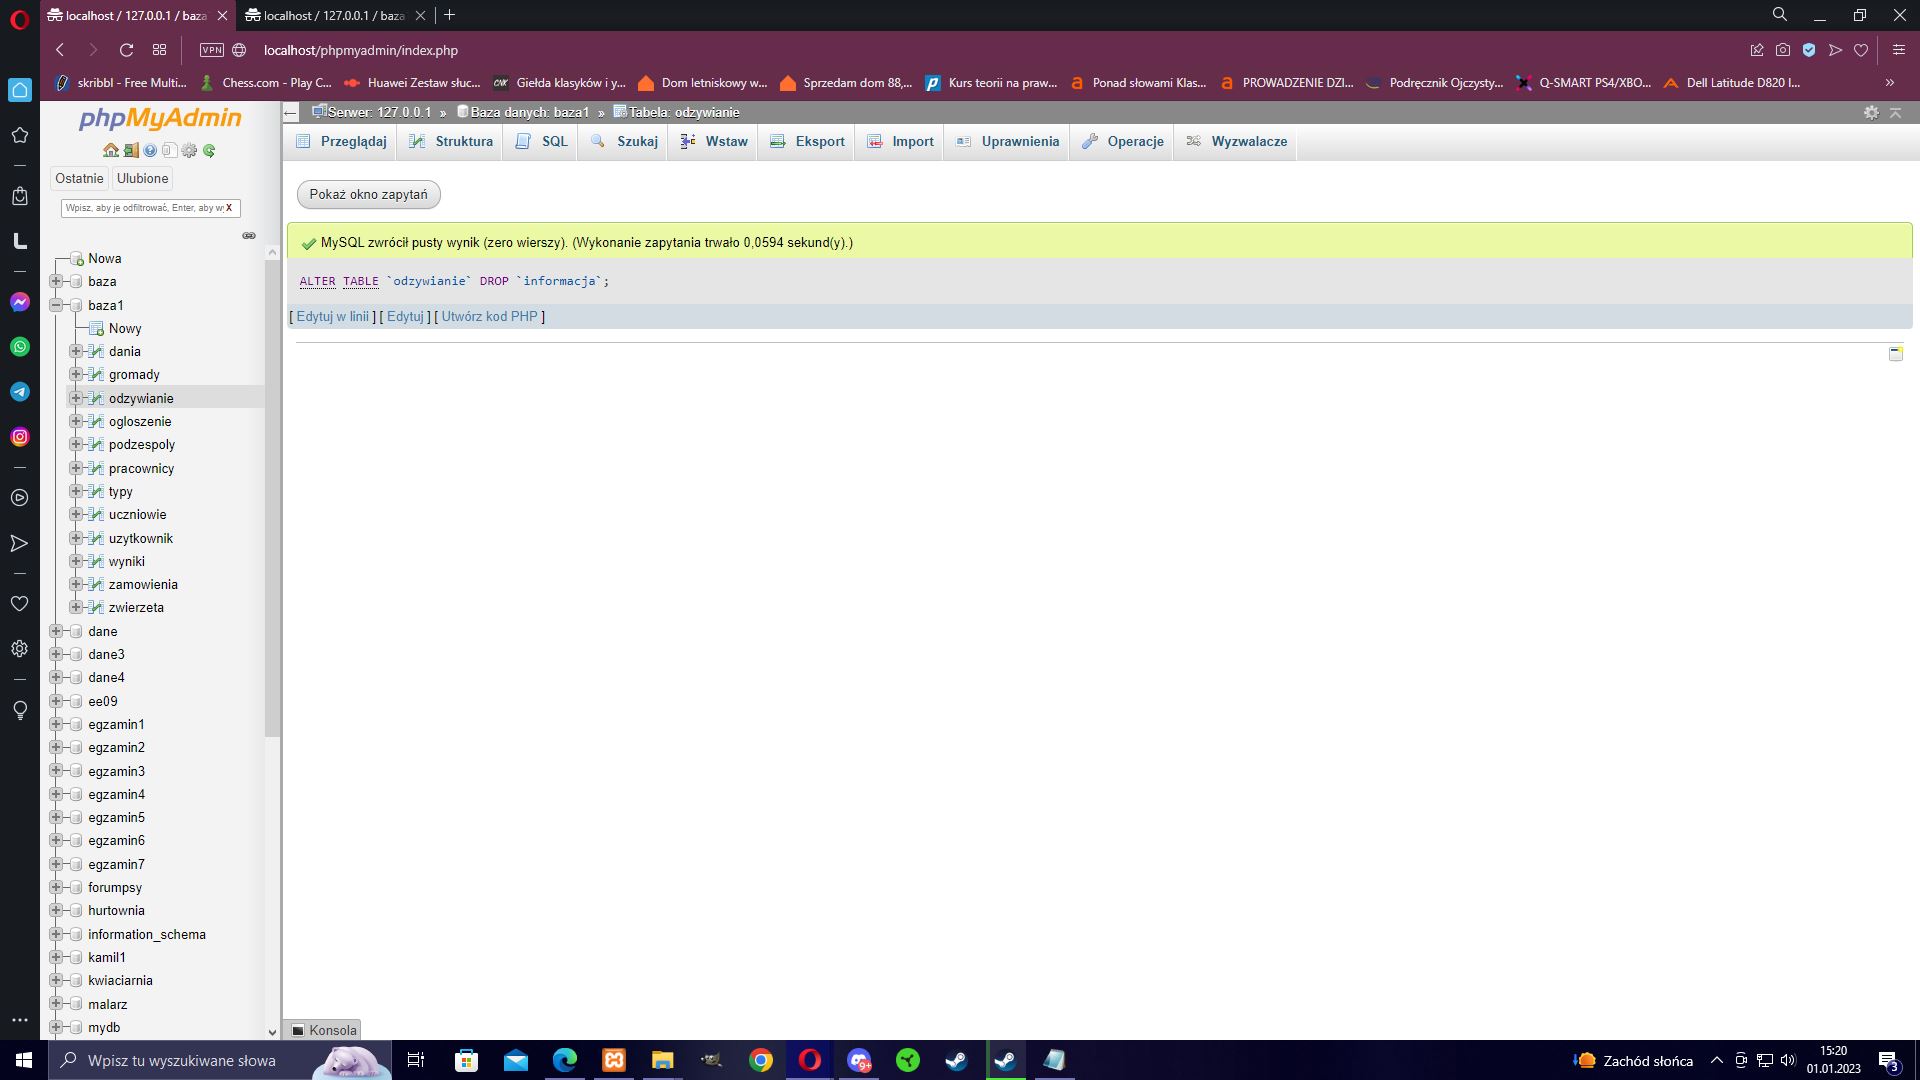 localhost / 127.0.0.1 / baza
localhost / 127.0.0.1 / baza
VPN
localhost/phpmyadmin/index.php
skribbl - Free Multi...
Chess.com - Play C...
Huawei Zestaw słuc...
Giełda klasyków i y...
Dom letniskowy w...
Sprzedam dom 88,...
Kurs teorii na praw...
Ponad słowami Klas...
PROWADZENIE DZI...
Podręcznik Ojczysty...
Q-SMART PS4/XBO...
Dell Latitude D820 I...
phpMyAdmin
Ostatnie
Ulubione
Wpisz, aby je odfiltrować, Enter, aby wy
X
Nowa
baza
baza1
Nowy
dania
gromady
odzywianie
ogloszenie
podzespoly
pracownicy
typy
uczniowie
uzytkownik
wyniki
zamowienia
zwierzeta
dane
dane3
dane4
ee09
egzamin1
egzamin2
egzamin3
egzamin4
egzamin5
egzamin6
egzamin7
forumpsy
hurtownia
information_schema
kamil1
kwiaciarnia
malarz
mydb
Serwer: 127.0.0.1 » Baza danych: baza1 » Tabela: odzywianie
Przeglądaj
Struktura
SQL
Szukaj
Wstaw
Eksport
Import
Uprawnienia
Operacje
Wyzwalacze
Pokaż okno zapytań
MySQL zwrócił pusty wynik (zero wierszy). (Wykonanie zapytania trwało 0,0594 sekund(y).)
ALTER TABLE `odzywianie` DROP `informacja`;
[ Edytuj w linii ] [ Edytuj ] [ Utwórz kod PHP ]
Konsola
Wpisz tu wyszukiwane słowa
9+
Zachód słońca
15:20
01.01.2023
3